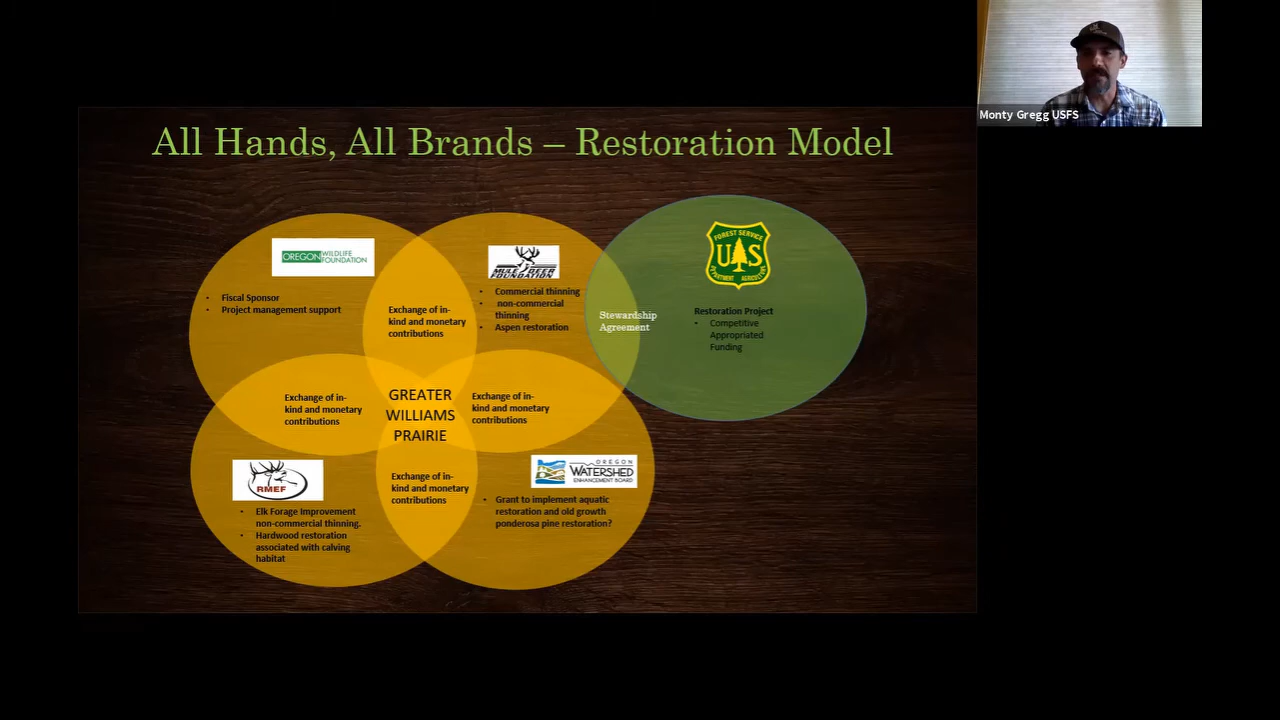 Monty Gregg USFS
All Hands, All Brands – Restoration Model
OREGON WILDLIFE
FOUNDATION
• Fiscal Sponsor
• Project management support
Exchange of in-
kind and monetary
contributions
MULE DEER
FOUNDATION
• Commercial thinning
• non-commercial
thinning
• Aspen restoration
Stewardship
Agreement
FOREST SERVICE
US
DEPARTMENT OF AGRICULTURE
Restoration Project
• Competitive
Appropriated
Funding
Exchange of in-
kind and monetary
contributions
GREATER
WILLIAMS
PRAIRIE
Exchange of in-
kind and monetary
contributions
RMEF
• Elk Forage Improvement
non-commercial thinning.
• Hardwood restoration
associated with calving
habitat
Exchange of in-
kind and monetary
contributions
OREGON
WATERSHED
ENHANCEMENT BOARD
• Grant to implement aquatic
restoration and old growth
ponderosa pine restoration?